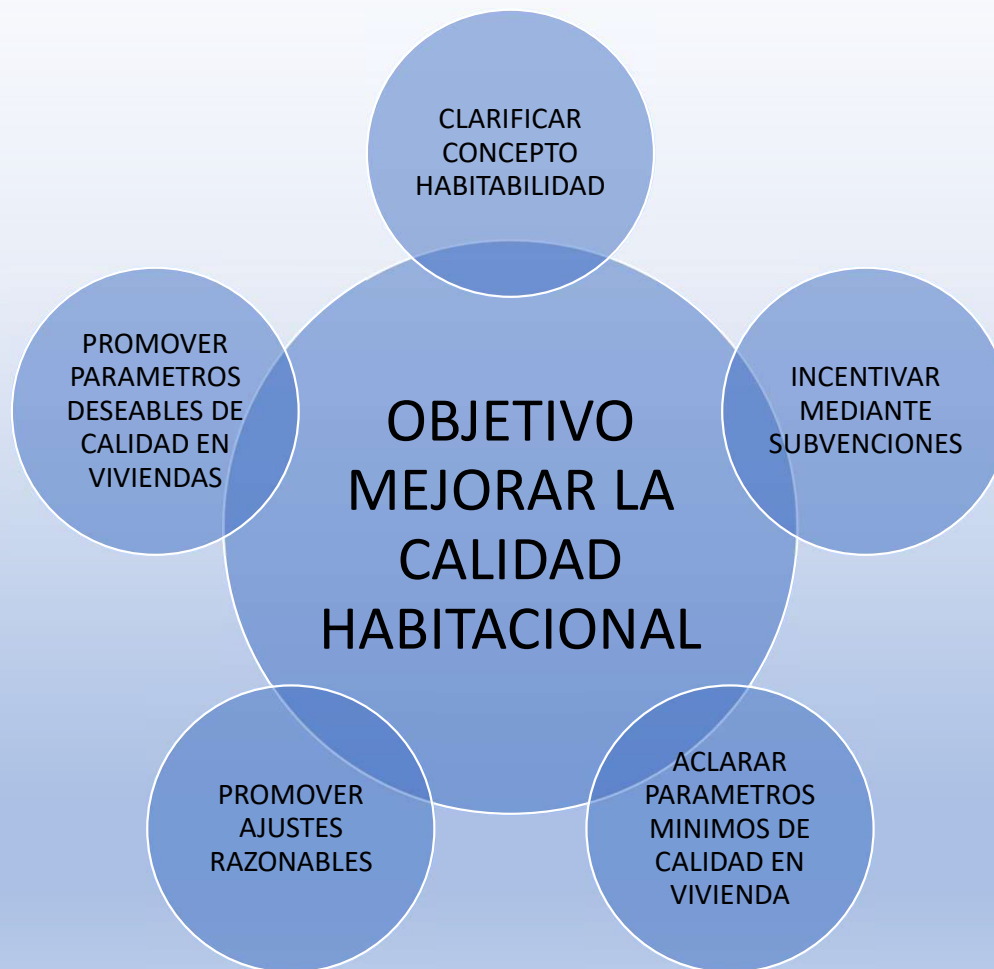 CLARIFICAR
CONCEPTO
HABITABILIDAD
PROMOVER
PARAMETROS
DESEABLES DE
CALIDAD EN
VIVIENDAS
INCENTIVAR
MEDIANTE
SUBVENCIONES
OBJETIVO
MEJORAR LA
CALIDAD
HABITACIONAL
PROMOVER
AJUSTES
RAZONABLES
ACLARAR
PARAMETROS
MINIMOS DE
CALIDAD EN
VIVIENDA